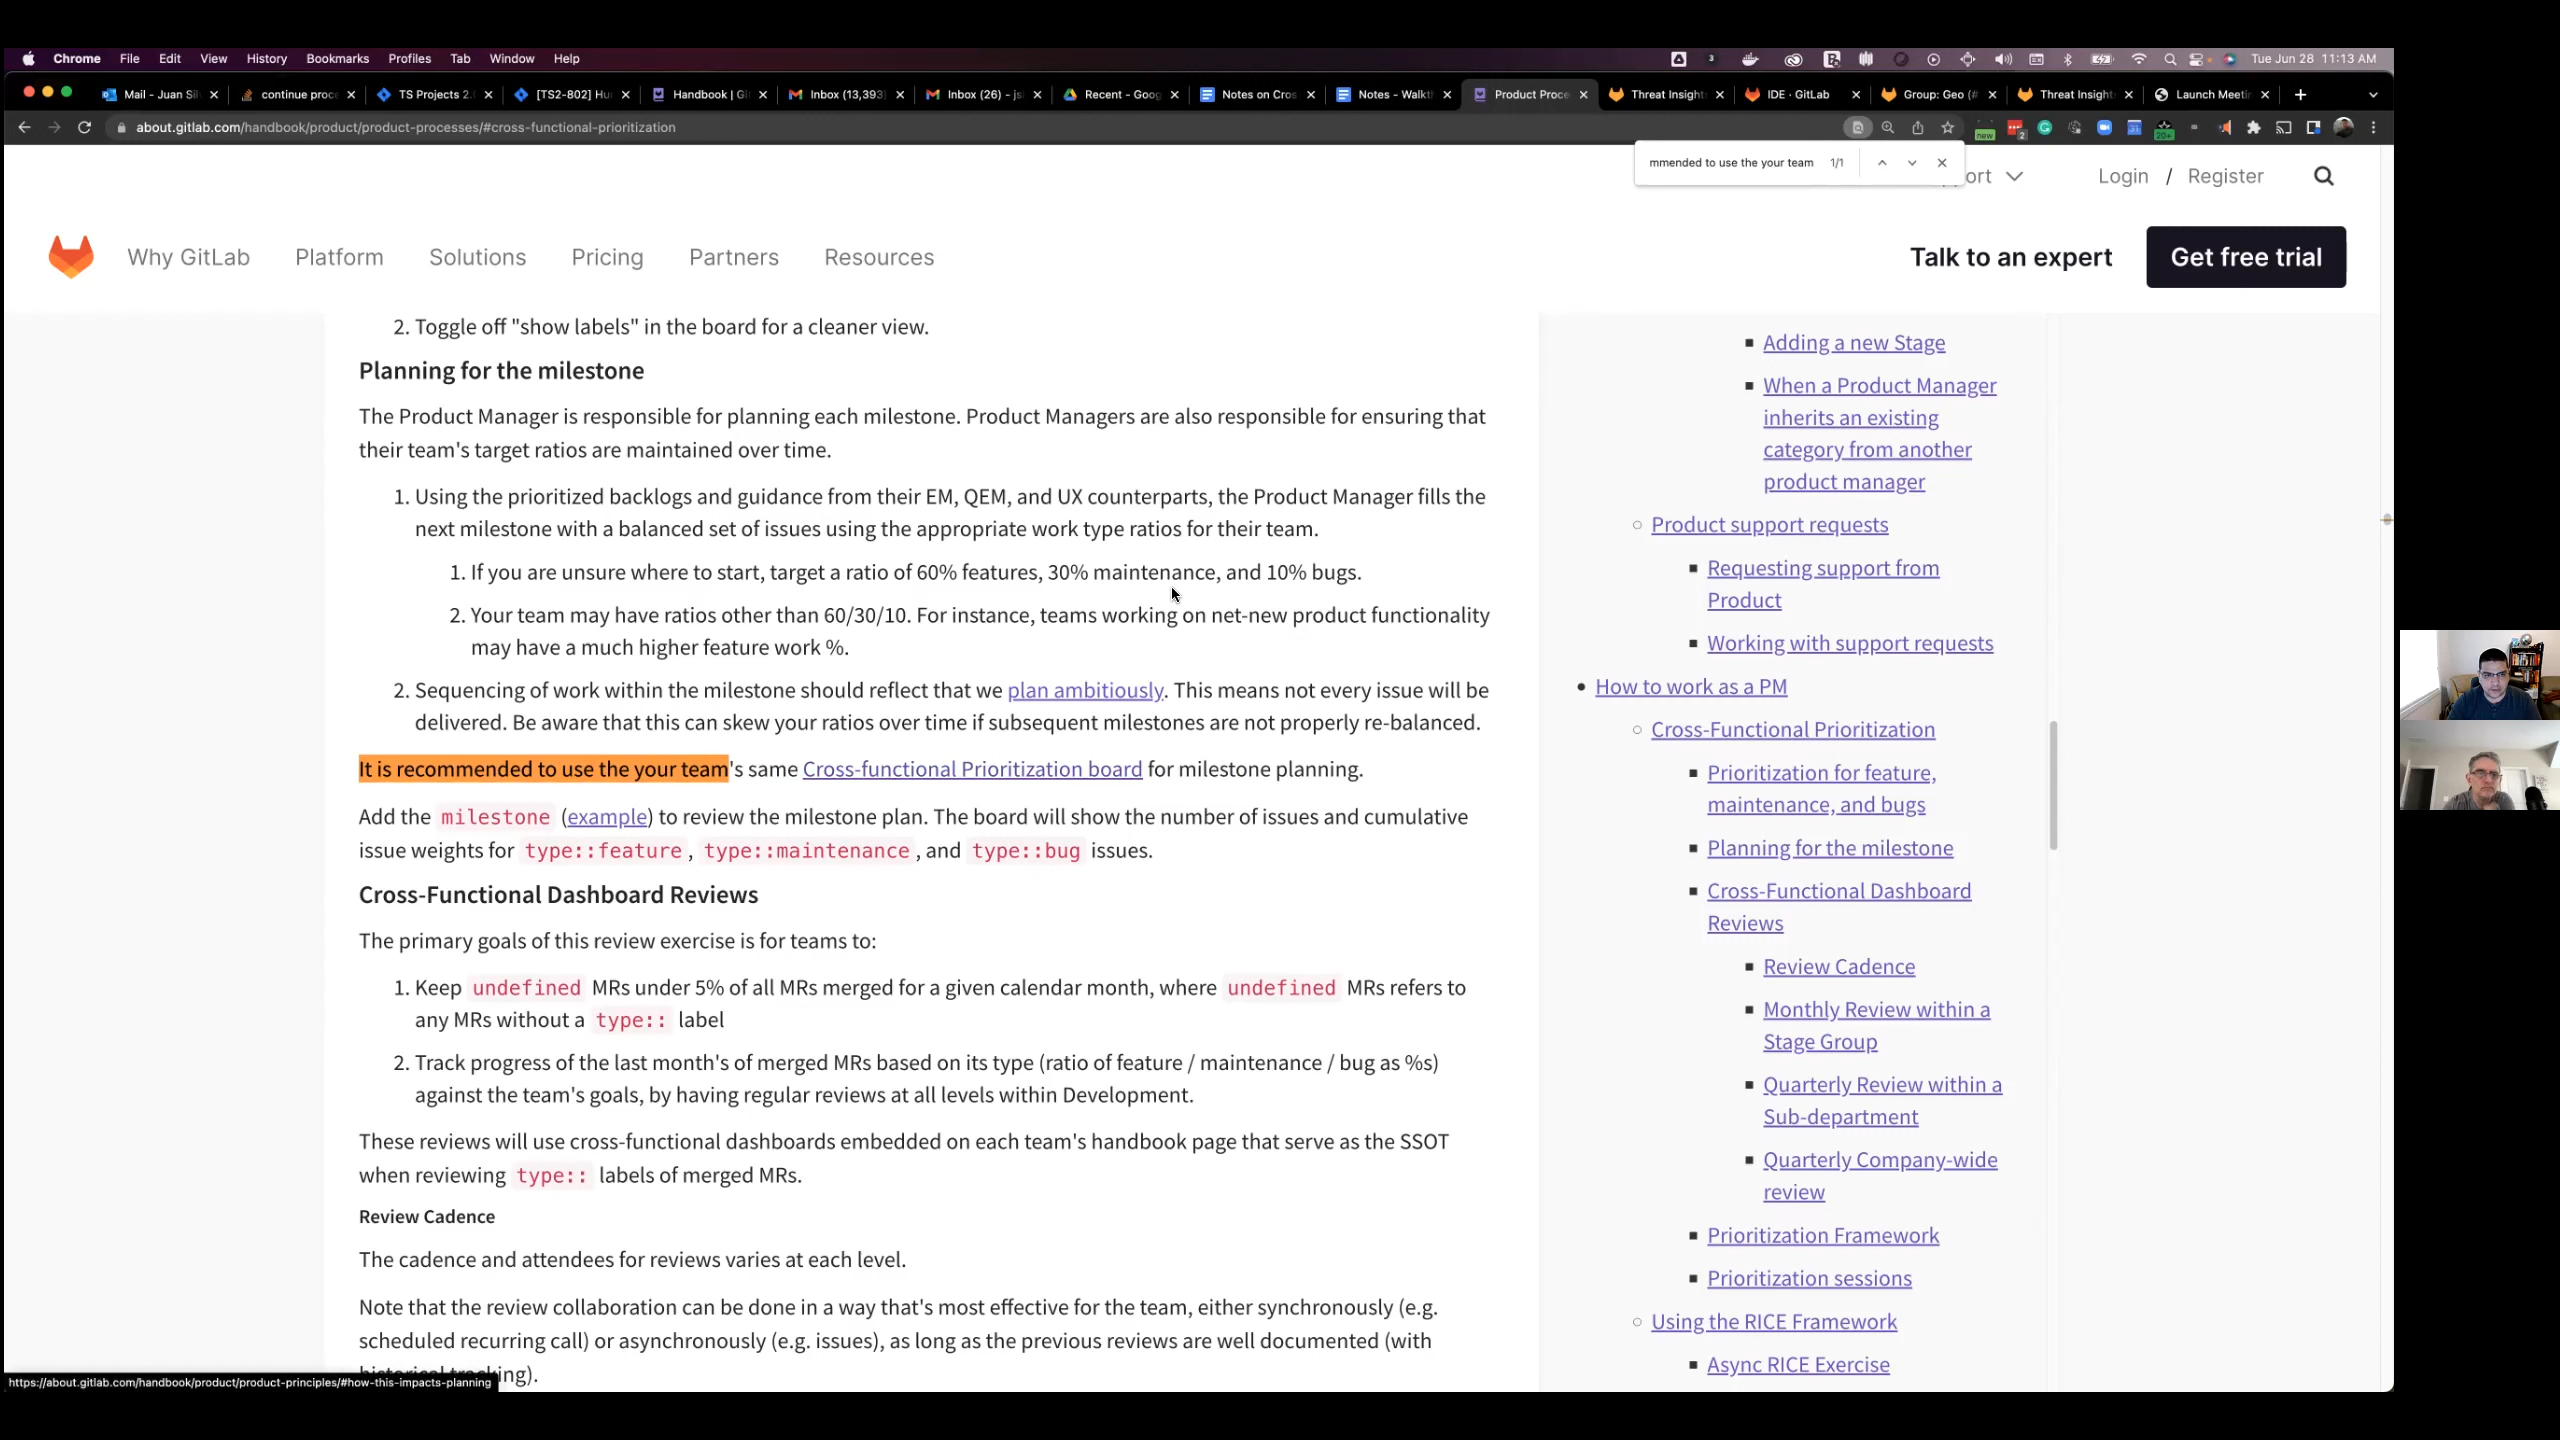 Chrome File Edit View History Bookmarks Profiles Tab Window Help 3 Tue Jun 28 11:13 AM
Mail - Juan Sil continue proc TS Projects 2. [TS2-802] Hu Handbook | Gi Inbox (13,393) Inbox (26) - js Recent - Goog Notes on Cros Notes - Walkt Product Proce Threat Insight IDE · GitLab Group: Geo (# Threat Insight Launch Meeti
about.gitlab.com/handbook/product/product-processes/#cross-functional-prioritization
mmended to use the your team 1/1
ort Login / Register
Why GitLab Platform Solutions Pricing Partners Resources Talk to an expert Get free trial
2. Toggle off "show labels" in the board for a cleaner view.
Planning for the milestone
The Product Manager is responsible for planning each milestone. Product Managers are also responsible for ensuring that
their team's target ratios are maintained over time.
1. Using the prioritized backlogs and guidance from their EM, QEM, and UX counterparts, the Product Manager fills the
next milestone with a balanced set of issues using the appropriate work type ratios for their team.
1. If you are unsure where to start, target a ratio of 60% features, 30% maintenance, and 10% bugs.
2. Your team may have ratios other than 60/30/10. For instance, teams working on net-new product functionality
may have a much higher feature work %.
2. Sequencing of work within the milestone should reflect that we plan ambitiously. This means not every issue will be
delivered. Be aware that this can skew your ratios over time if subsequent milestones are not properly re-balanced.
It is recommended to use the your team's same Cross-functional Prioritization board for milestone planning.
Add the milestone (example) to review the milestone plan. The board will show the number of issues and cumulative
issue weights for type::feature, type::maintenance, and type::bug issues.
Cross-Functional Dashboard Reviews
The primary goals of this review exercise is for teams to:
1. Keep undefined MRs under 5% of all MRs merged for a given calendar month, where undefined MRs refers to
any MRs without a type:: label
2. Track progress of the last month's of merged MRs based on its type (ratio of feature / maintenance / bug as %s)
against the team's goals, by having regular reviews at all levels within Development.
These reviews will use cross-functional dashboards embedded on each team's handbook page that serve as the SSOT
when reviewing type:: labels of merged MRs.
Review Cadence
The cadence and attendees for reviews varies at each level.
Note that the review collaboration can be done in a way that's most effective for the team, either synchronously (e.g.
scheduled recurring call) or asynchronously (e.g. issues), as long as the previous reviews are well documented (with
historical tracking).
https://about.gitlab.com/handbook/product/product-principles/#how-this-impacts-planning
Adding a new Stage
When a Product Manager
inherits an existing
category from another
product manager
Product support requests
Requesting support from
Product
Working with support requests
How to work as a PM
Cross-Functional Prioritization
Prioritization for feature,
maintenance, and bugs
Planning for the milestone
Cross-Functional Dashboard
Reviews
Review Cadence
Monthly Review within a
Stage Group
Quarterly Review within a
Sub-department
Quarterly Company-wide
review
Prioritization Framework
Prioritization sessions
Using the RICE Framework
Async RICE Exercise